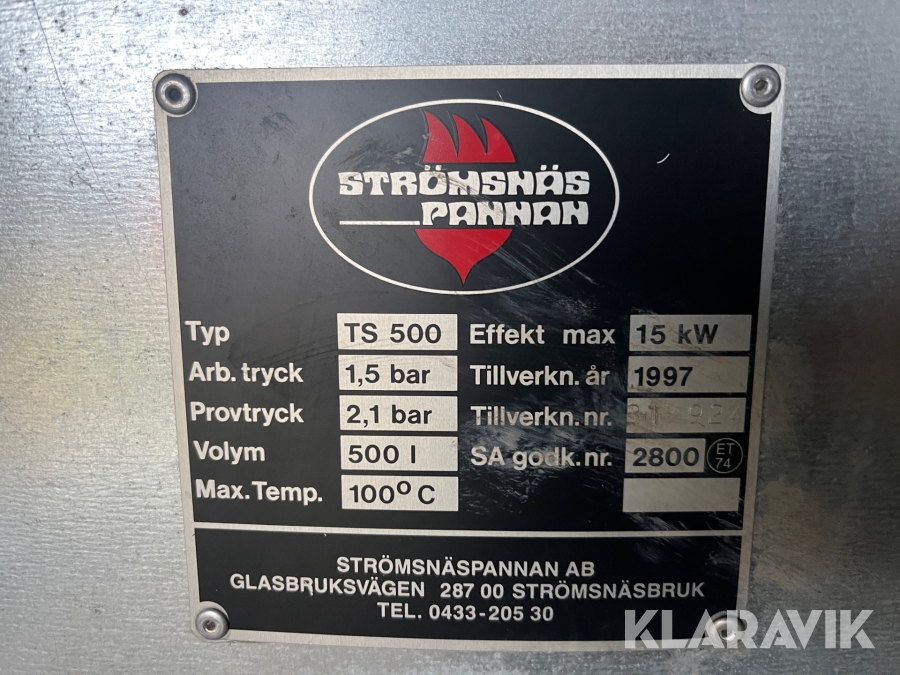 STRÖMSNÄS
PANNAN
Typ TS 500 Effekt max 15 kW
Arb. tryck 1,5 bar Tillverkn. år 1997
Provtryck 2,1 bar Tillverkn. nr.
Volym 500 l SA godk. nr. 2800 ET 74
Max. Temp. 100° C
STRÖMSNÄSPANNAN AB
GLASBRUKSVÄGEN 287 00 STRÖMSNÄSBRUK
TEL. 0433-205 30
KLARAVIK